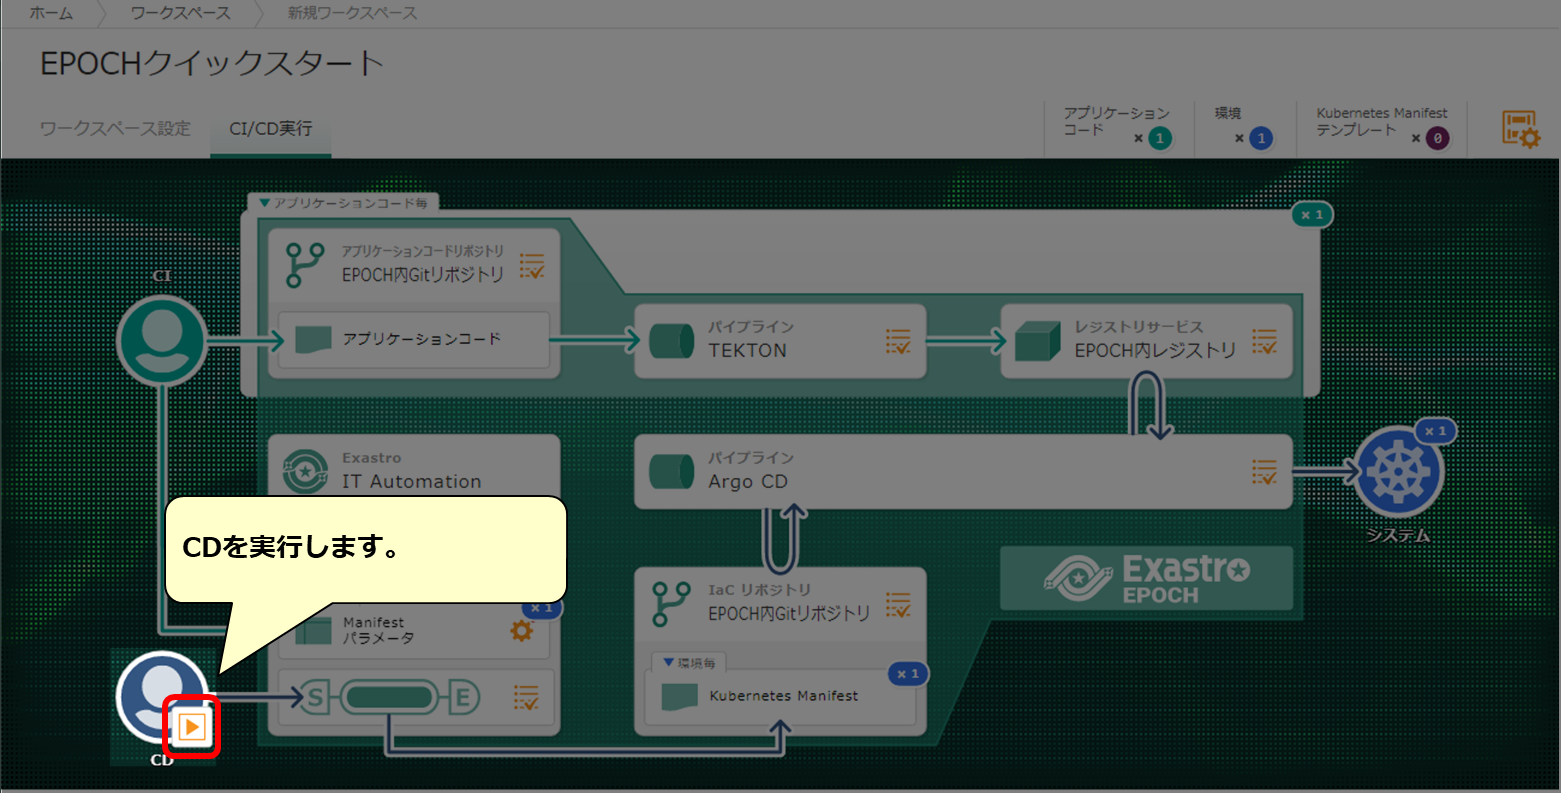 ホーム
ワークスペース
新規ワークスペース
EPOCHクイックスタート
ワークスペース設定
CI/CD実行
アプリケーション
コード
× 1
環境
× 1
Kubernetes Manifest
テンプレート
× 0
▼アプリケーションコード毎
× 1
アプリケーションコードリポジトリ
EPOCH内Gitリポジトリ
CI
アプリケーションコード
パイプライン
TEKTON
レジストリサービス
EPOCH内レジストリ
Exastro
IT Automation
パイプライン
Argo CD
× 1
システム
CDを実行します。
Exastro
EPOCH
IaC リポジトリ
EPOCH内Gitリポジトリ
× 1
Manifest
パラメータ
▼環境毎
× 1
Kubernetes Manifest
S
E
CD